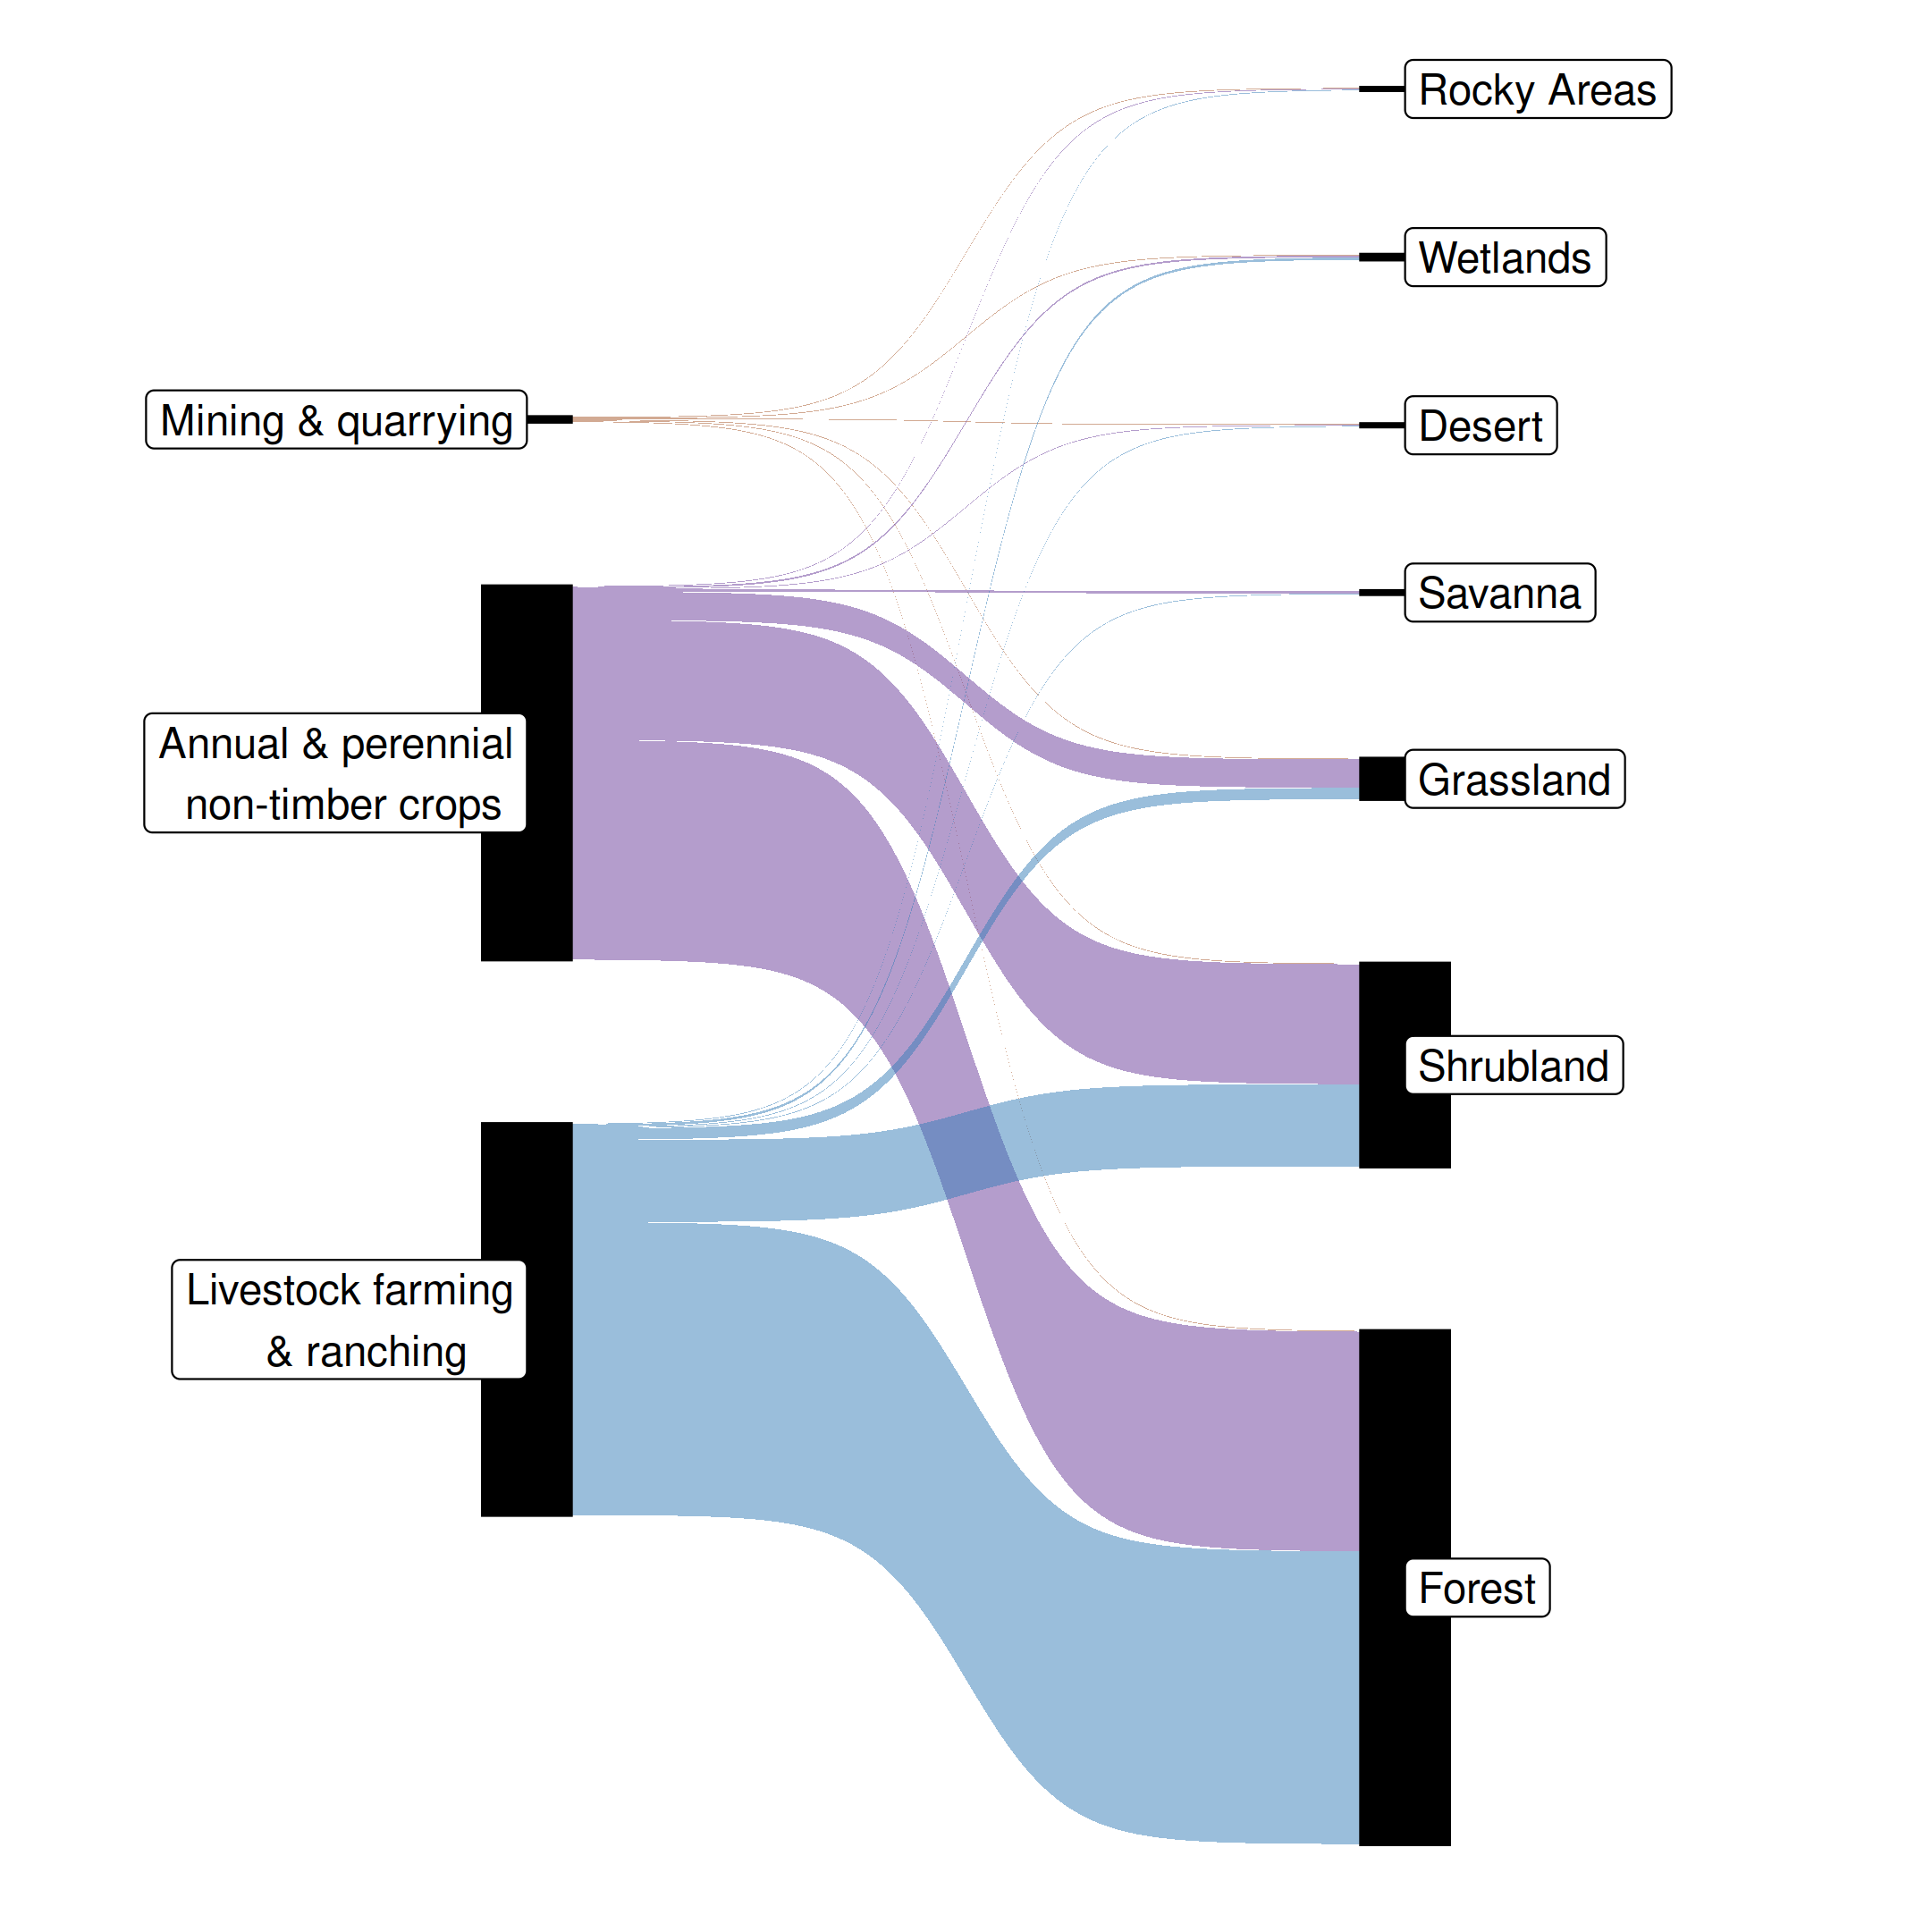 Mining & quarrying
Annual & perennial
non-timber crops
Livestock farming
& ranching
Rocky Areas
Wetlands
Desert
Savanna
Grassland
Shrubland
Forest